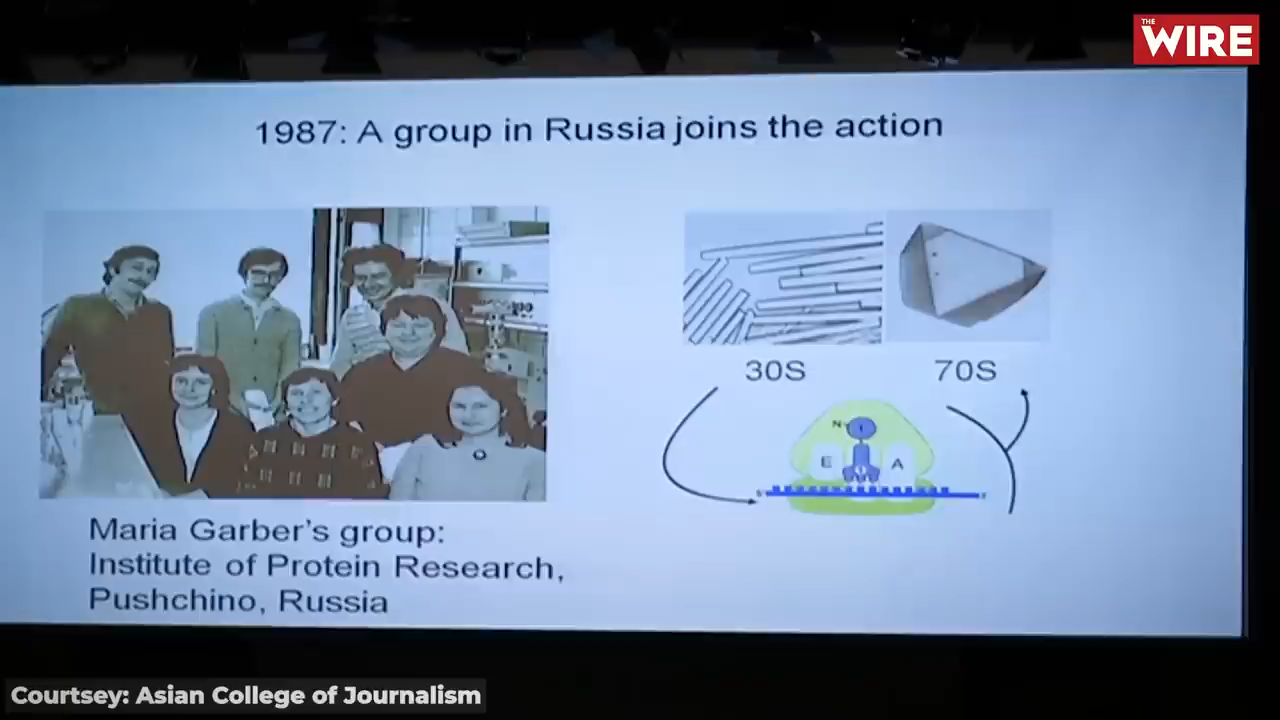 THE
WIRE
1987: A group in Russia joins the action
30S
70S
N
E
A
Maria Garber's group:
Institute of Protein Research,
Pushchino, Russia
Courtsey: Asian College of Journalism